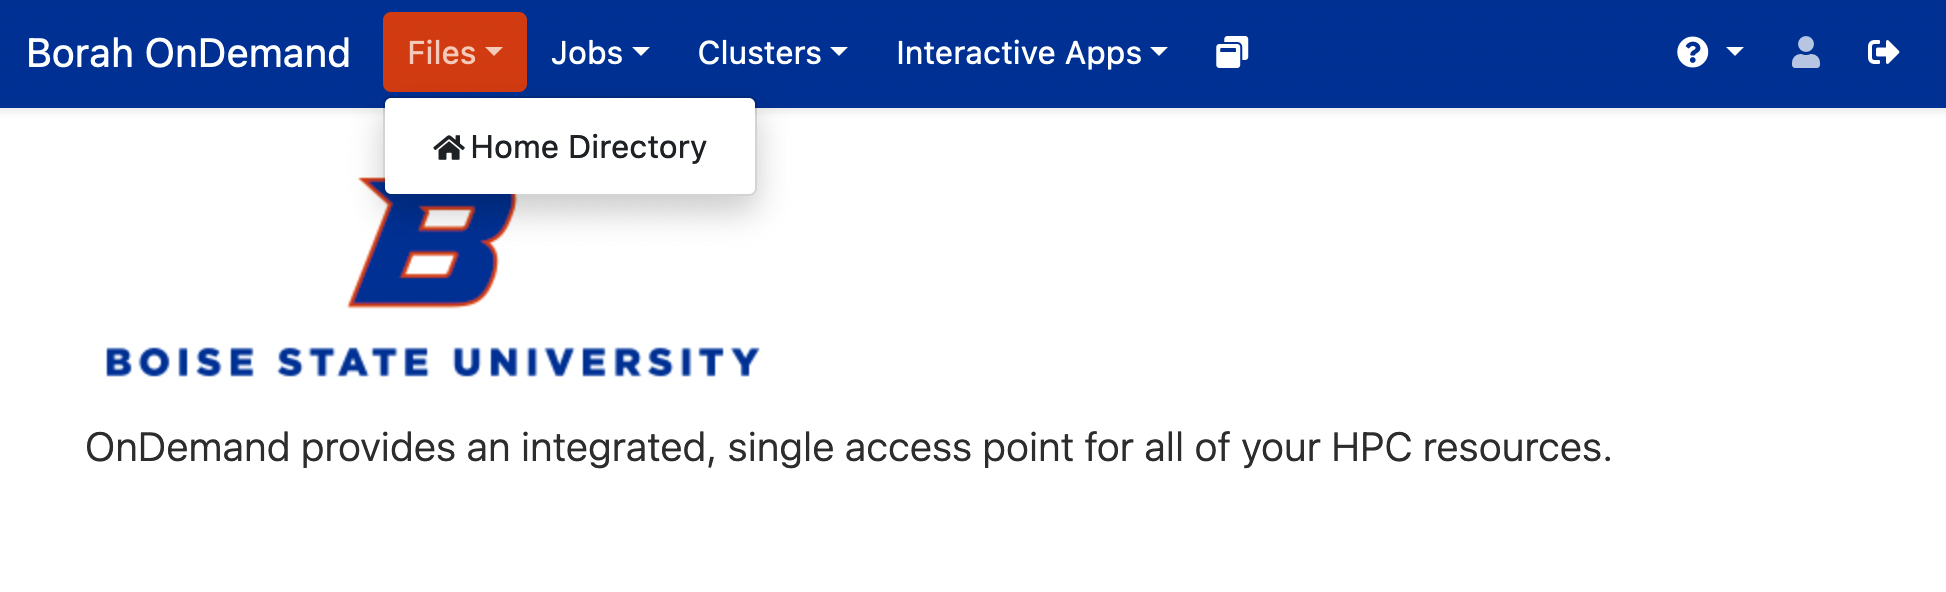 Borah OnDemand Files Jobs Clusters Interactive Apps
Home Directory
B
BOISE STATE UNIVERSITY
OnDemand provides an integrated, single access point for all of your HPC resources.